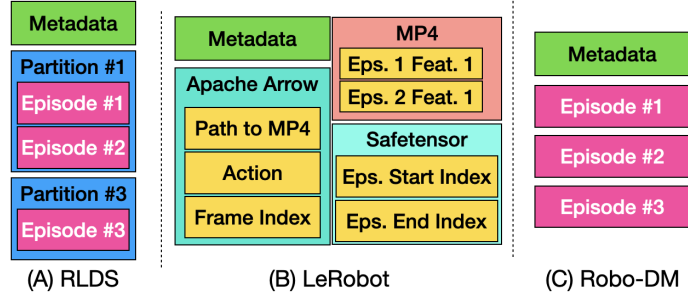 Metadata
Partition #1
Episode #1
Episode #2
Partition #3
Episode #3
(A) RLDS
Metadata
Apache Arrow
Path to MP4
Action
Frame Index
MP4
Eps. 1 Feat. 1
Eps. 2 Feat. 1
Safetensor
Eps. Start Index
Eps. End Index
(B) LeRobot
Metadata
Episode #1
Episode #2
Episode #3
(C) Robo-DM